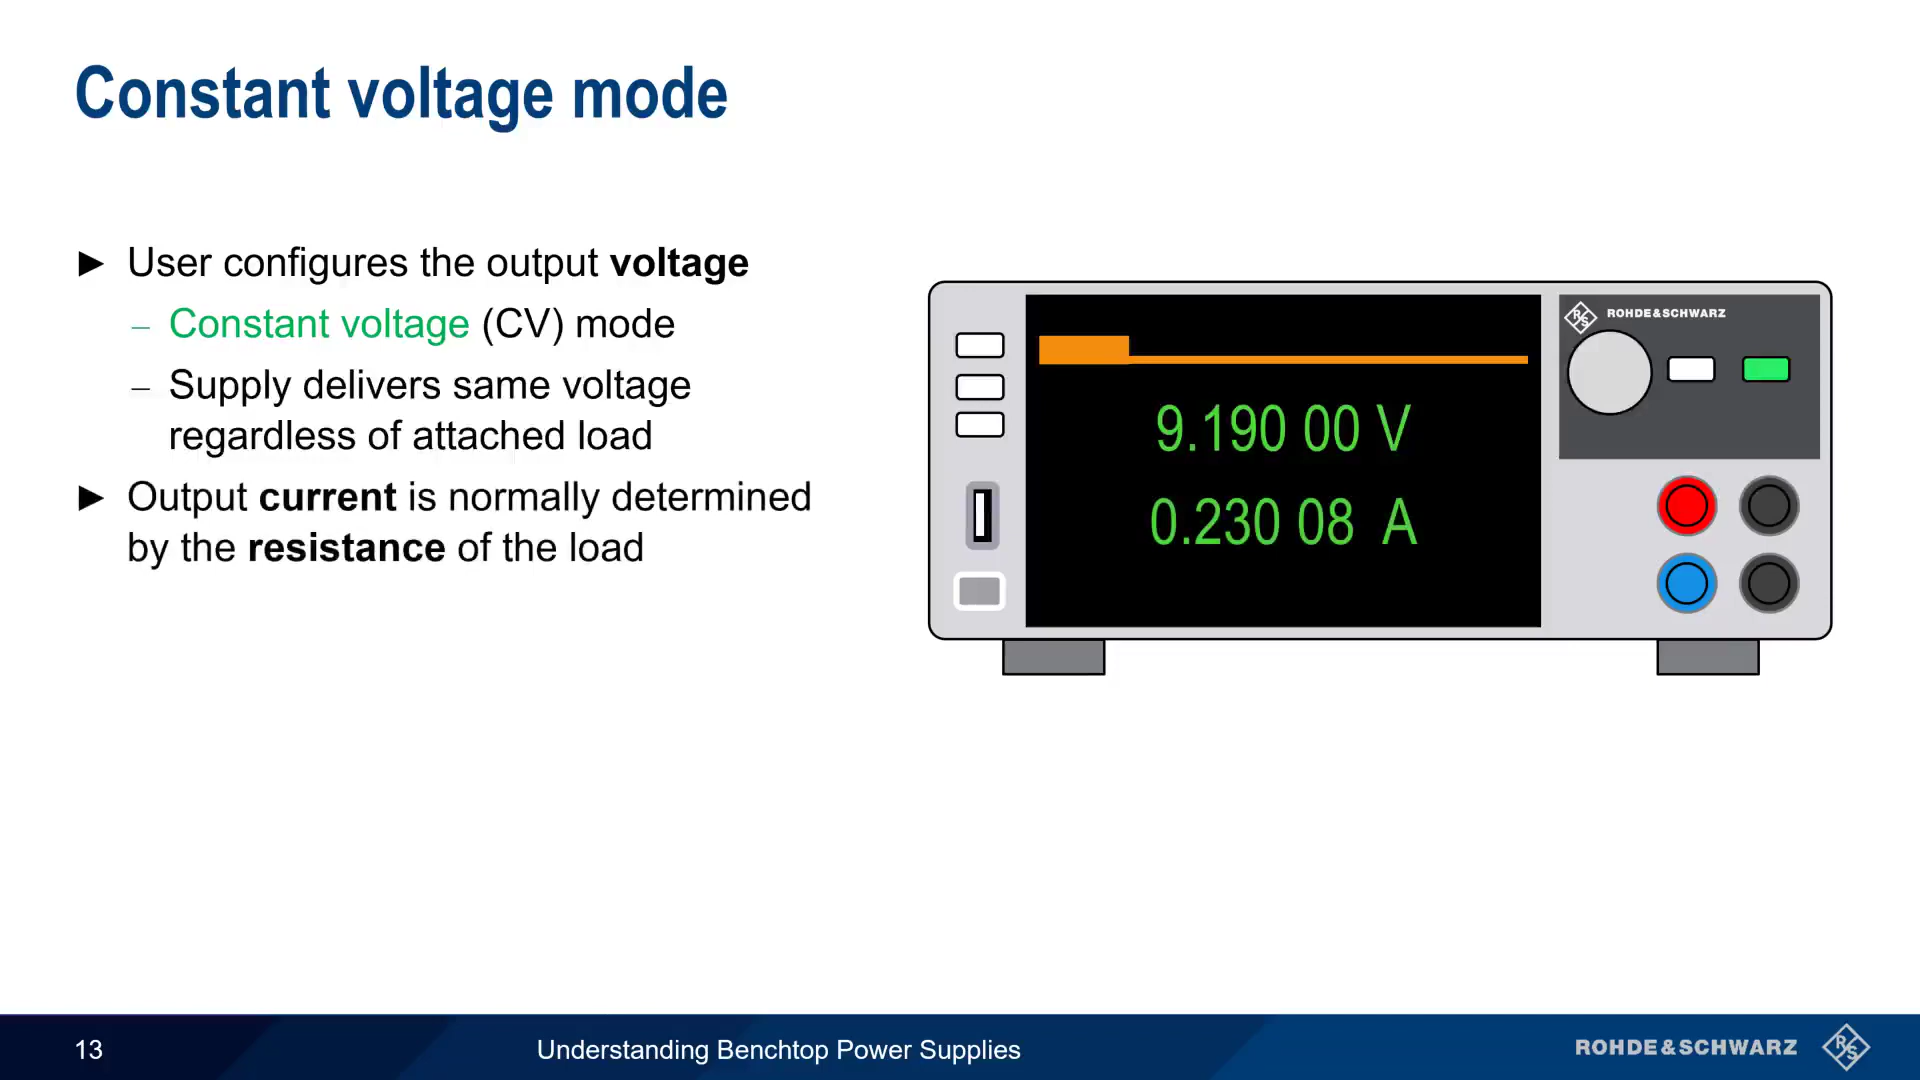 Constant voltage mode
► User configures the output voltage
– Constant voltage (CV) mode
– Supply delivers same voltage
regardless of attached load
► Output current is normally determined
by the resistance of the load
ROHDE&SCHWARZ
9.190 00 V
0.230 08 A
13
Understanding Benchtop Power Supplies
ROHDE&SCHWARZ